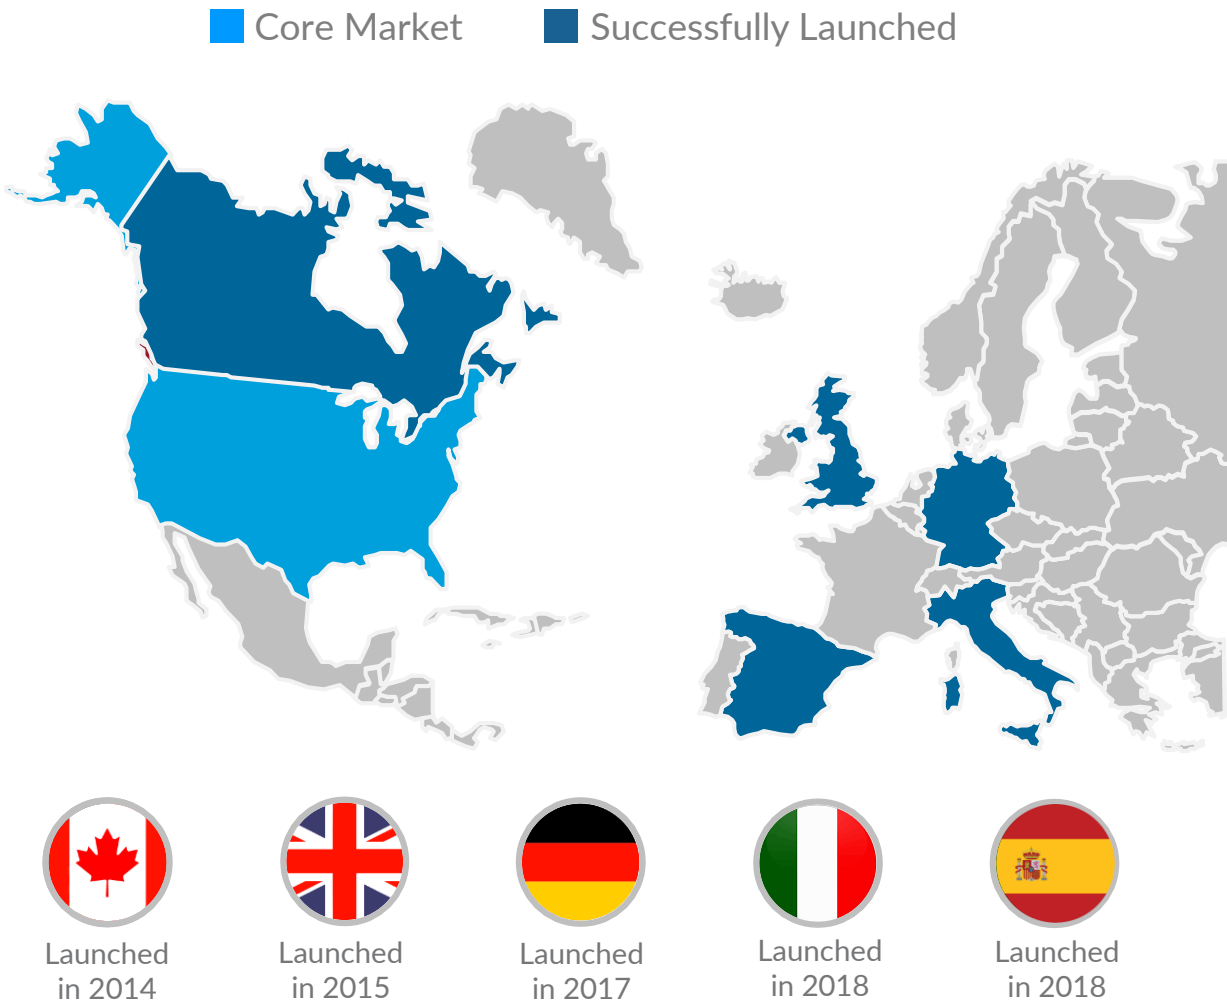 Core Market
Successfully Launched
Launched
in 2014
Launched
in 2015
Launched
in 2017
Launched
in 2018
Launched
in 2018